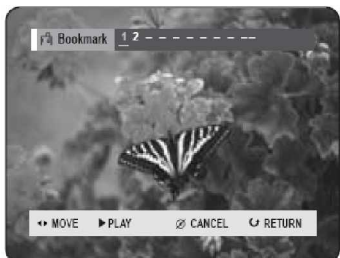 Bookmark 1 2 – – – – – – – ––
◄► MOVE ►PLAY CANCEL RETURN